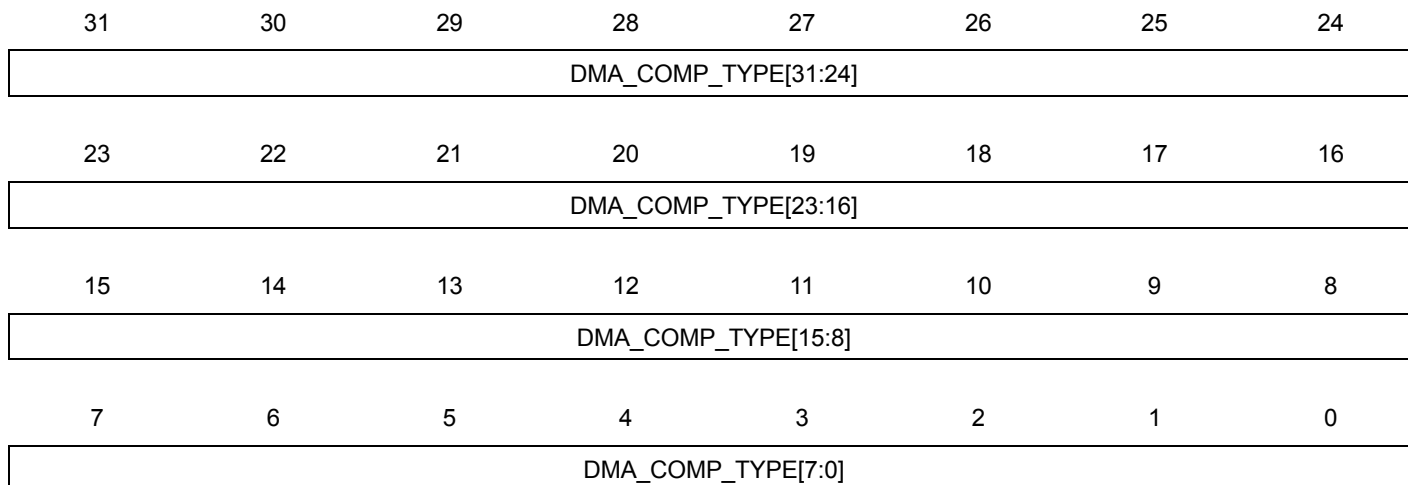 31 30 29 28 27 26 25 24
DMA_COMP_TYPE[31:24]
23 22 21 20 19 18 17 16
DMA_COMP_TYPE[23:16]
15 14 13 12 11 10 9 8
DMA_COMP_TYPE[15:8]
7 6 5 4 3 2 1 0
DMA_COMP_TYPE[7:0]